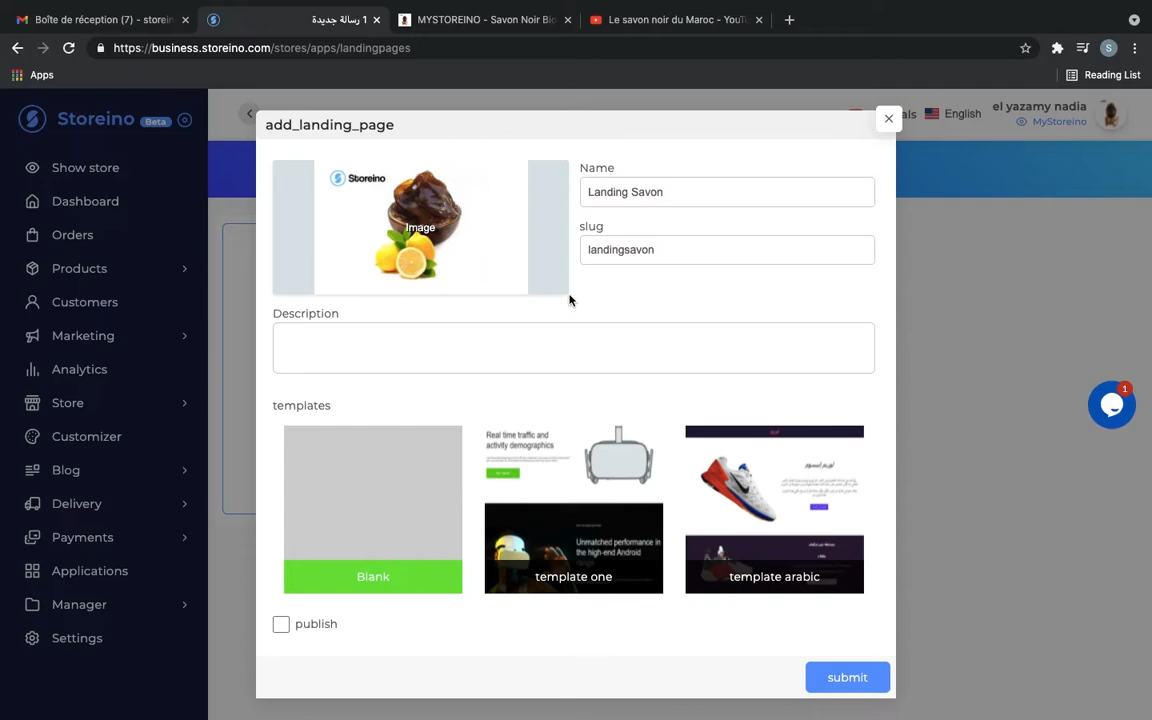 Boîte de réception (7) - storein
1 رسالة جديدة
MYSTOREINO - Savon Noir Bio
Le savon noir du Maroc - YouTu
https://business.storeino.com/stores/apps/landingpages
S
Apps
Reading List
Storeino Beta
Show store
Dashboard
Orders
Products
Customers
Marketing
Analytics
Store
Customizer
Blog
Delivery
Payments
Applications
Manager
Settings
als
English
el yazamy nadia
MyStoreino
add_landing_page
Storeino
Image
Name
Landing Savon
slug
landingsavon
Description
templates
Blank
Real time traffic and
activity demographics
Unmatched performance in
the high-end Android
template one
لوريم ايبسوم
template arabic
publish
submit
1